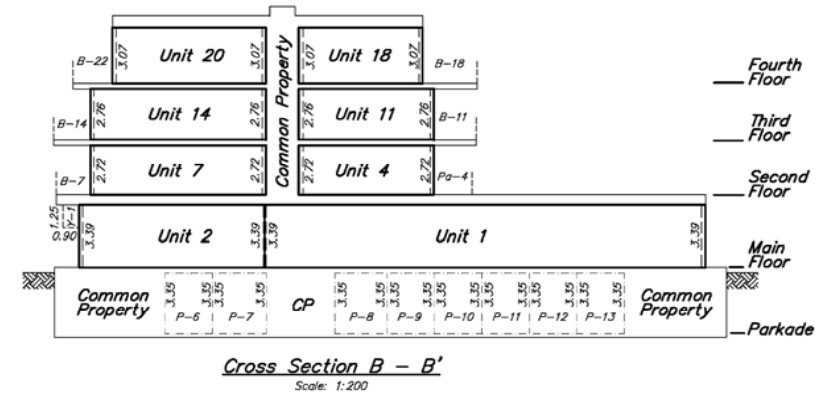 Unit 20
Unit 18
3.07 3.07 3.07 3.07
B-22
B-18
Fourth Floor
Common Property
Unit 14
Unit 11
2.76 2.76 2.76 2.76
B-14
B-11
Third Floor
Unit 7
Unit 4
2.72 2.72 2.72 2.72
B-7
Pa-4
Second Floor
1.25
Y-1
0.90
3.39
Unit 2
3.39
3.39
Unit 1
3.39
Main Floor
Common Property
3.35 3.35 3.35 3.35
P-6
P-7
CP
3.35 3.35 3.35 3.35 3.35 3.35 3.35 3.35 3.35 3.35 3.35 3.35
P-8
P-9
P-10
P-11
P-12
P-13
Common Property
Parkade
Cross Section B - B'
Scale: 1:200